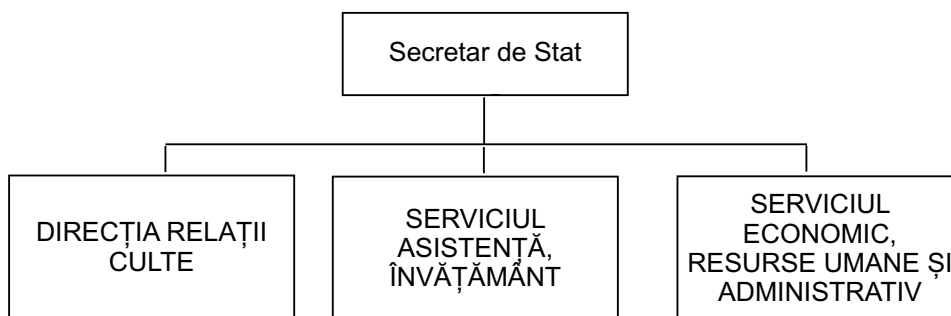 Secretar de Stat
DIRECȚIA RELAȚII
CULTE
SERVICIUL
ASISTENȚĂ,
ÎNVĂȚĂMÂNT
SERVICIUL
ECONOMIC,
RESURSE UMANE ȘI
ADMINISTRATIV